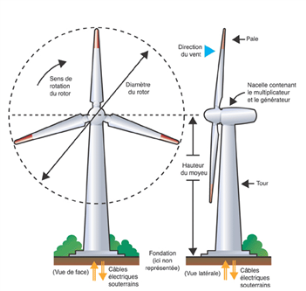 Sens de
rotation
du rotor
Diamètre
du rotor
Direction
du vent
Pale
Nacelle contenant
le multiplicateur
et le générateur
Hauteur
du moyeu
Tour
Fondation
(ici non
représentée)
(Vue de face)
Câbles
électriques
souterrains
(Vue latérale)
Câbles
électriques
souterrains